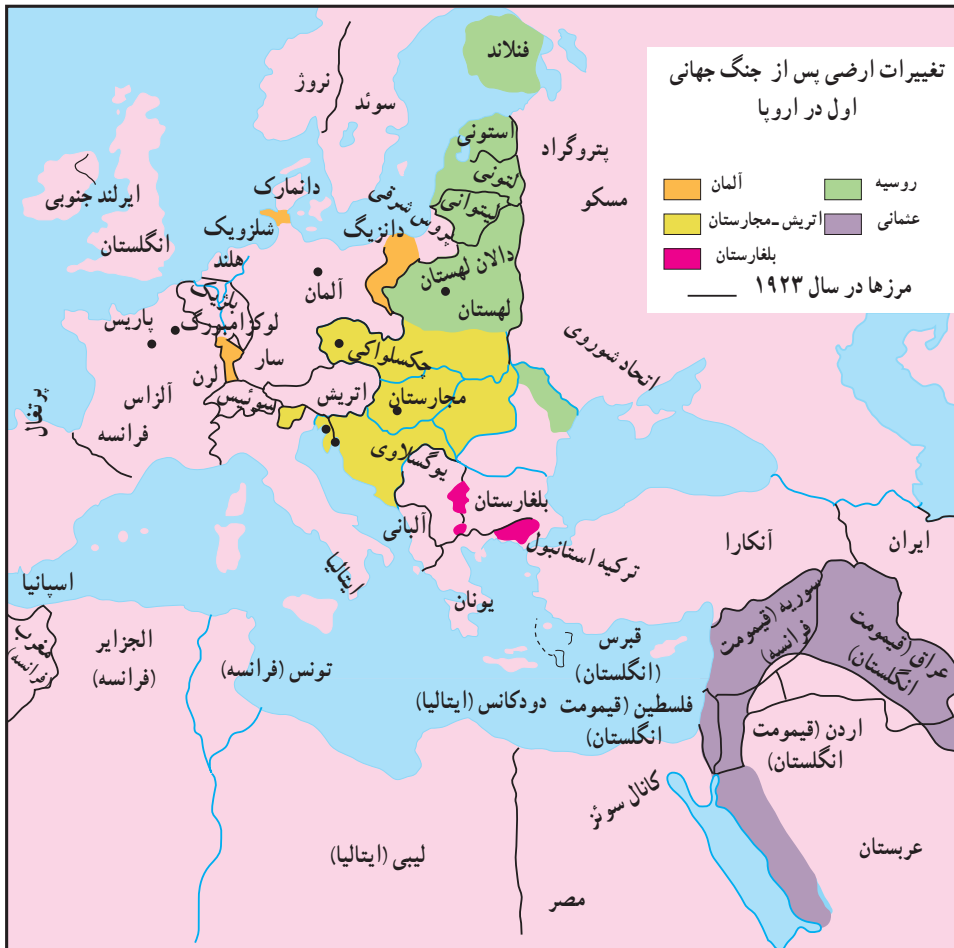 تغییرات ارضی پس از جنگ جهانی
اول در اروپا
روسیه
آلمان
عثمانی
اتریش-مجارستان
بلغارستان
مرزها در سال ۱۹۲۳
فنلاند
نروژ
سوئد
استونی
لتونی
لیتوانی
پتروگراد
مسکو
ایرلند جنوبی
انگلستان
دانمارک
شلزویک
هلند
پروس شرقی
دانزیگ
دالان لهستان
لهستان
آلمان
بلژیک
لوکزامبورگ
پاریس
سار
لرن
آلزاس
فرانسه
سوئیس
اتریش
چکسلواکی
مجارستان
اتحاد شوروی
پرتغال
یوگسلاوی
بلغارستان
آلبانی
ایتالیا
اسپانیا
یونان
ترکیه استانبول
آنکارا
ایران
مغرب
(فرانسه)
الجزایر
(فرانسه)
تونس (فرانسه)
قبرس
(انگلستان)
دودکانس (ایتالیا)
فلسطین (قیمومت
انگلستان)
سوریه (قیمومت
فرانسه)
عراق (قیمومت
انگلستان)
اردن (قیمومت
انگلستان)
کانال سوئز
لیبی (ایتالیا)
مصر
عربستان